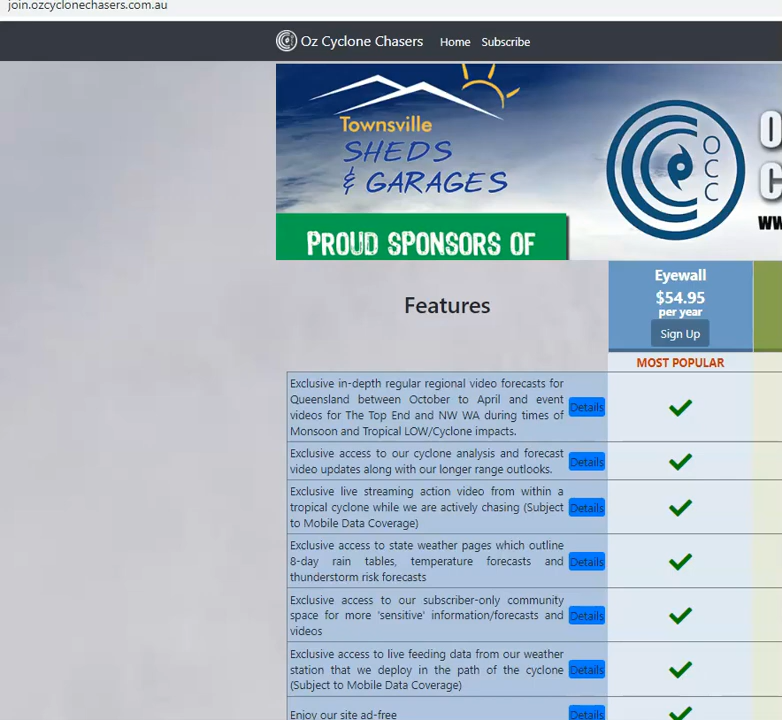 join.ozcyclonechasers.com.au
Oz Cyclone Chasers Home Subscribe
Townsville
SHEDS
& GARAGES
PROUD SPONSORS OF
OCC
O
C
ww
Eyewall
$54.95
per year
Sign Up
Features
MOST POPULAR
Exclusive in-depth regular regional video forecasts for
Queensland between October to April and event
videos for The Top End and NW WA during times of
Monsoon and Tropical LOW/Cyclone impacts.
Details
Exclusive access to our cyclone analysis and forecast
video updates along with our longer range outlooks.
Details
Exclusive live streaming action video from within a
tropical cyclone while we are actively chasing (Subject
to Mobile Data Coverage)
Details
Exclusive access to state weather pages which outline
8-day rain tables, temperature forecasts and
thunderstorm risk forecasts
Details
Exclusive access to our subscriber-only community
space for more 'sensitive' information/forecasts and
videos
Details
Exclusive access to live feeding data from our weather
station that we deploy in the path of the cyclone
(Subject to Mobile Data Coverage)
Details
Enjoy our site ad-free
Details